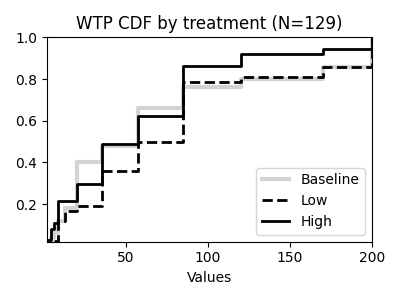 WTP CDF by treatment (N=129)
1.0
0.8
0.6
0.4
0.2
Baseline
Low
High
50
100
150
200
Values